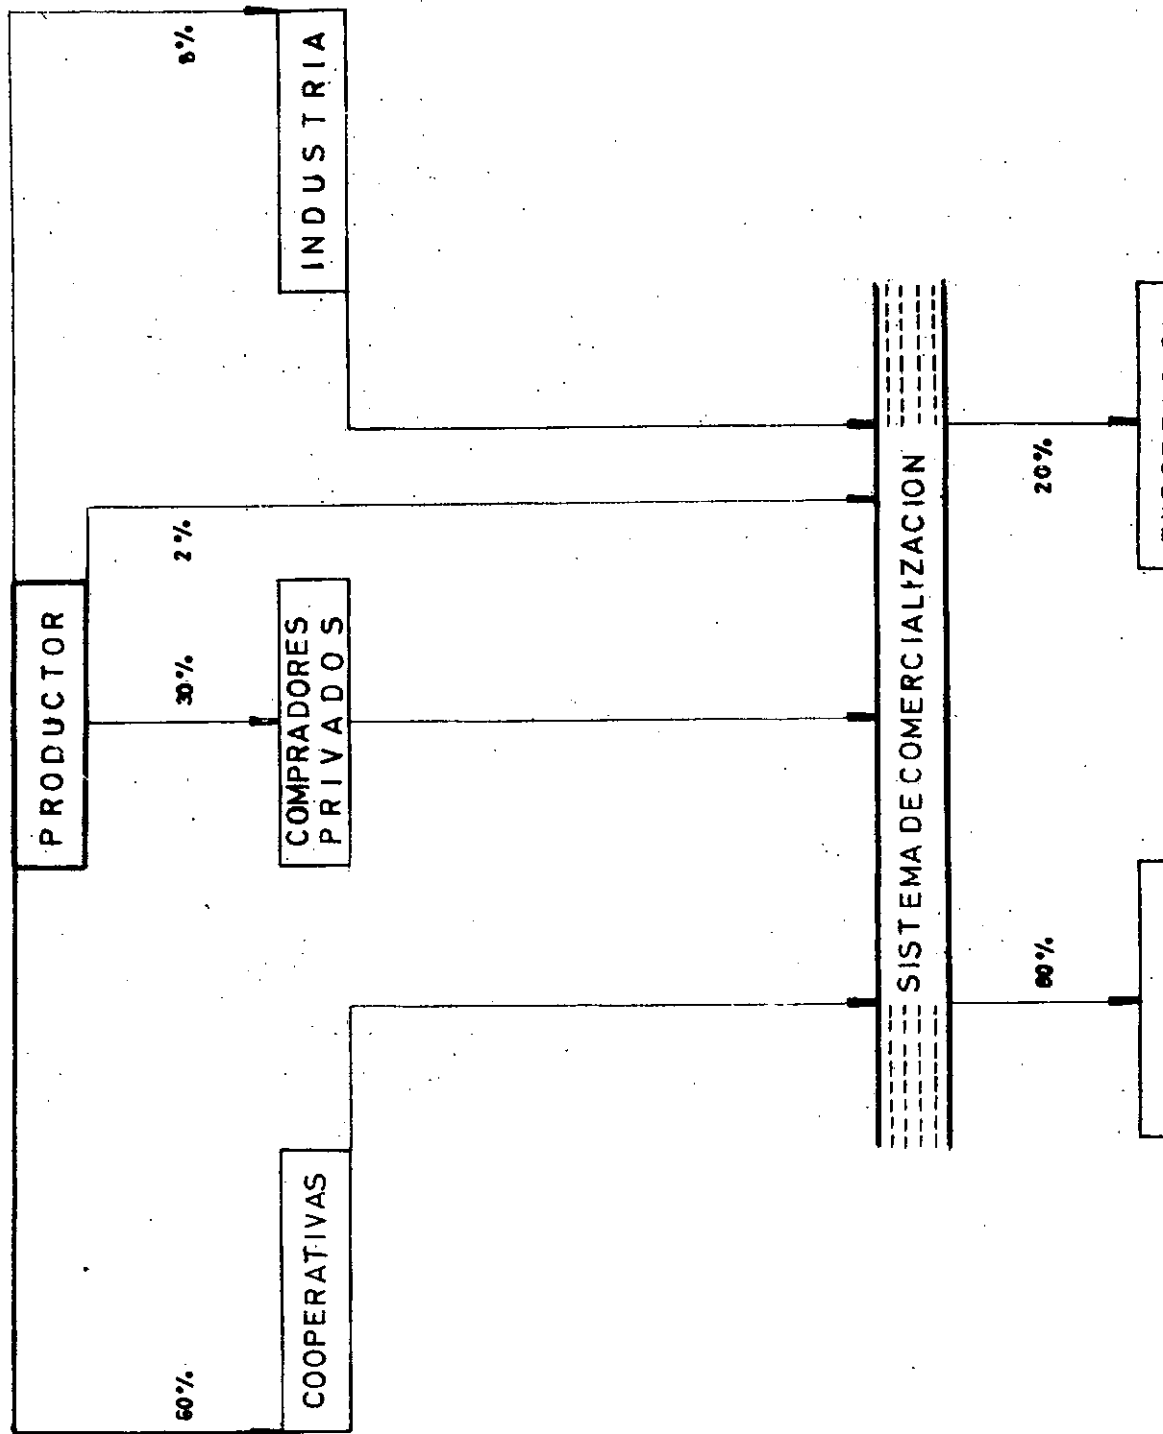 PRODUCTOR
60%
30%
2%
8%
COOPERATIVAS
COMPRADORES
PRIVADOS
INDUSTRIA
SISTEMA DE COMERCIALIZACION
80%
20%